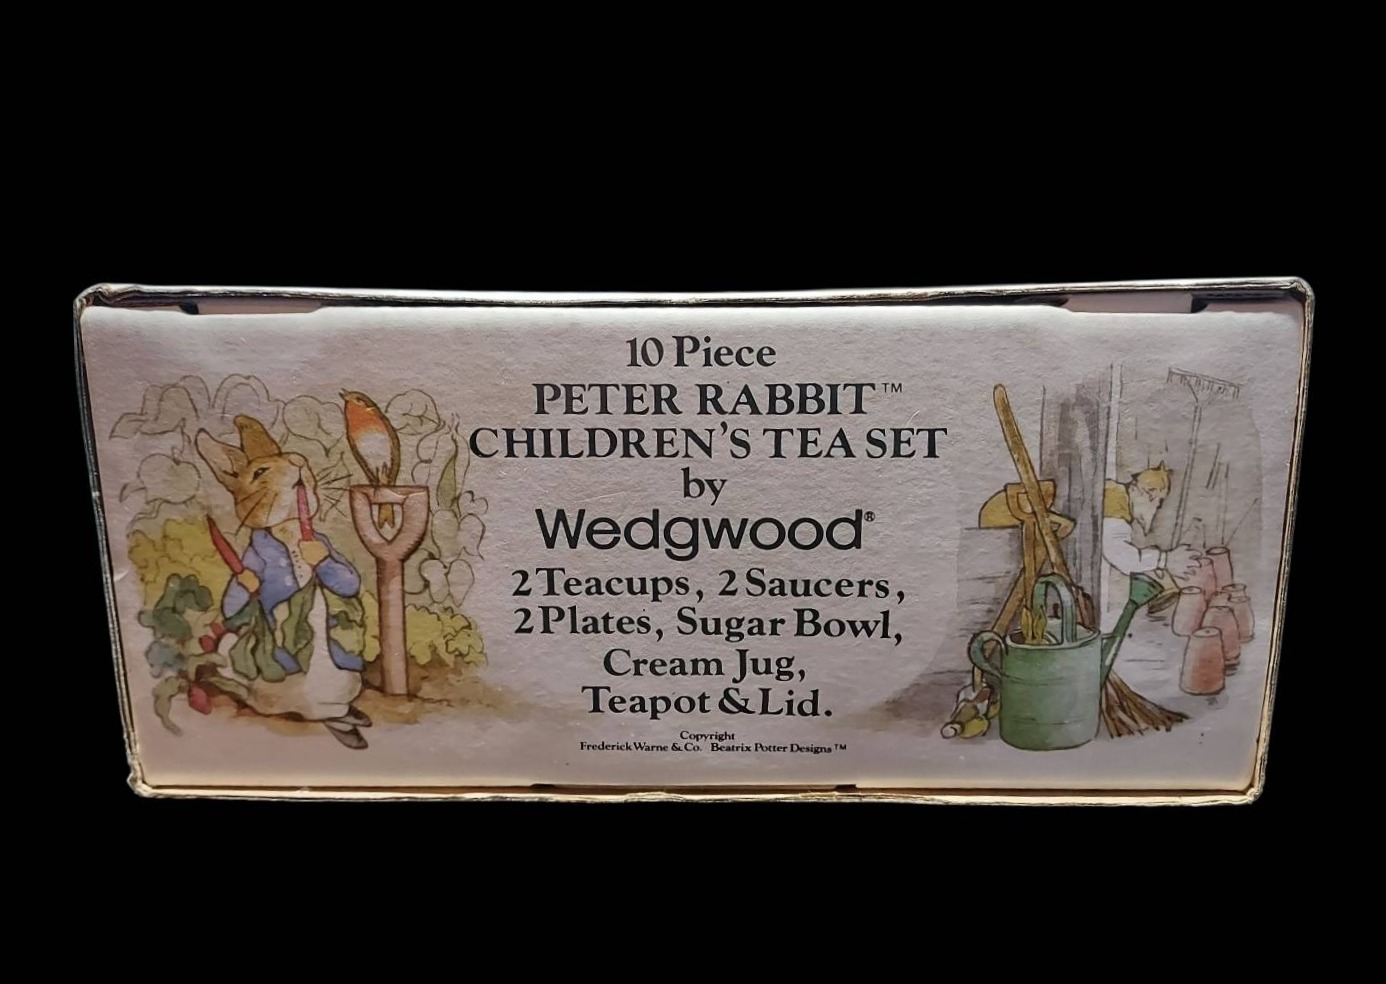 10 Piece
PETER RABBIT™
CHILDREN'S TEA SET
by
Wedgwood®
2 Teacups, 2 Saucers,
2 Plates, Sugar Bowl,
Cream Jug,
Teapot & Lid.
Copyright
Frederick Warne & Co. Beatrix Potter Designs™